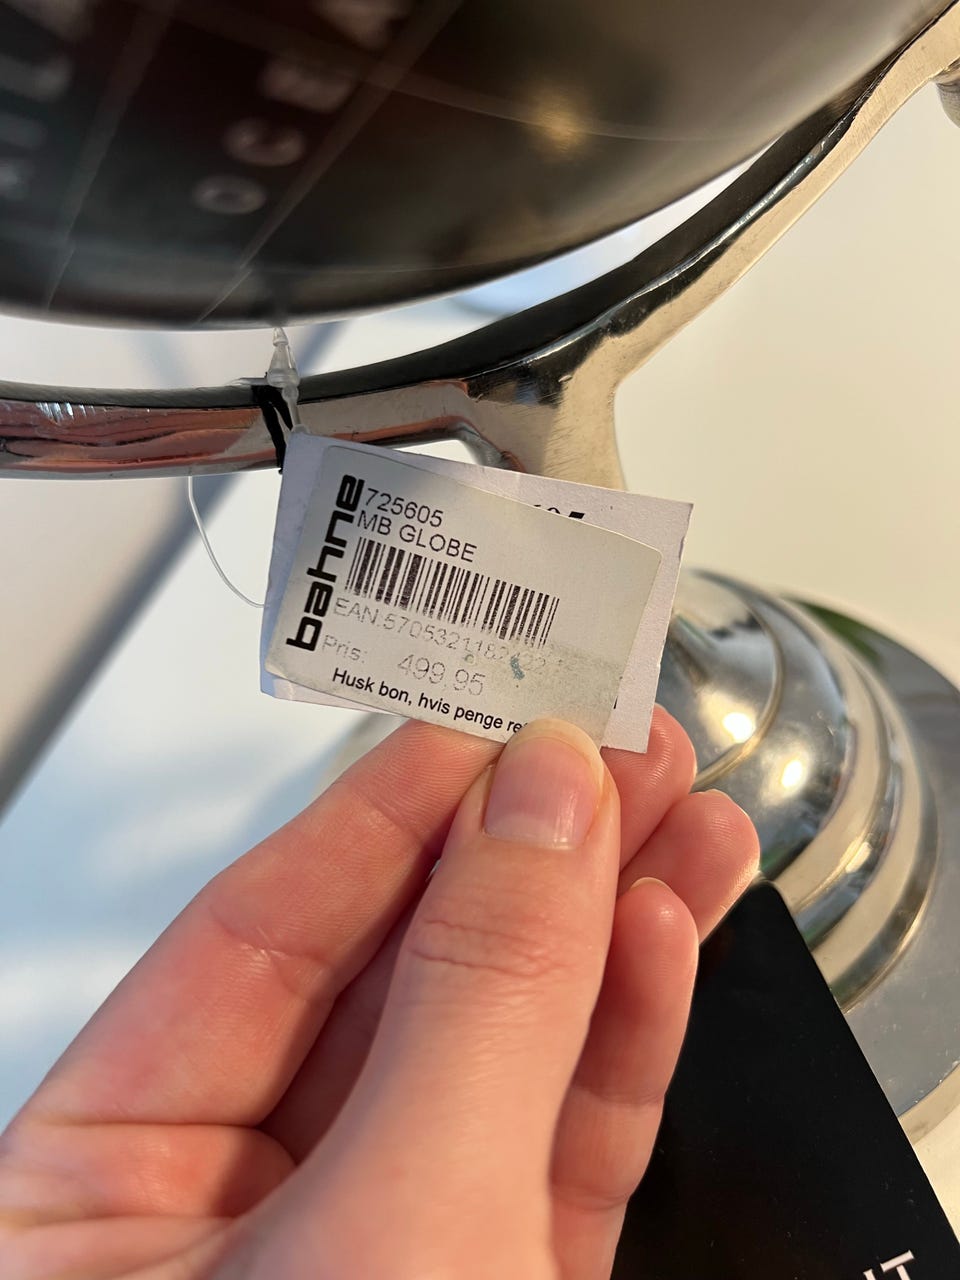 O C E A
bahne
725605
MB GLOBE
Pris: 499.95
Husk bon, hvis penge